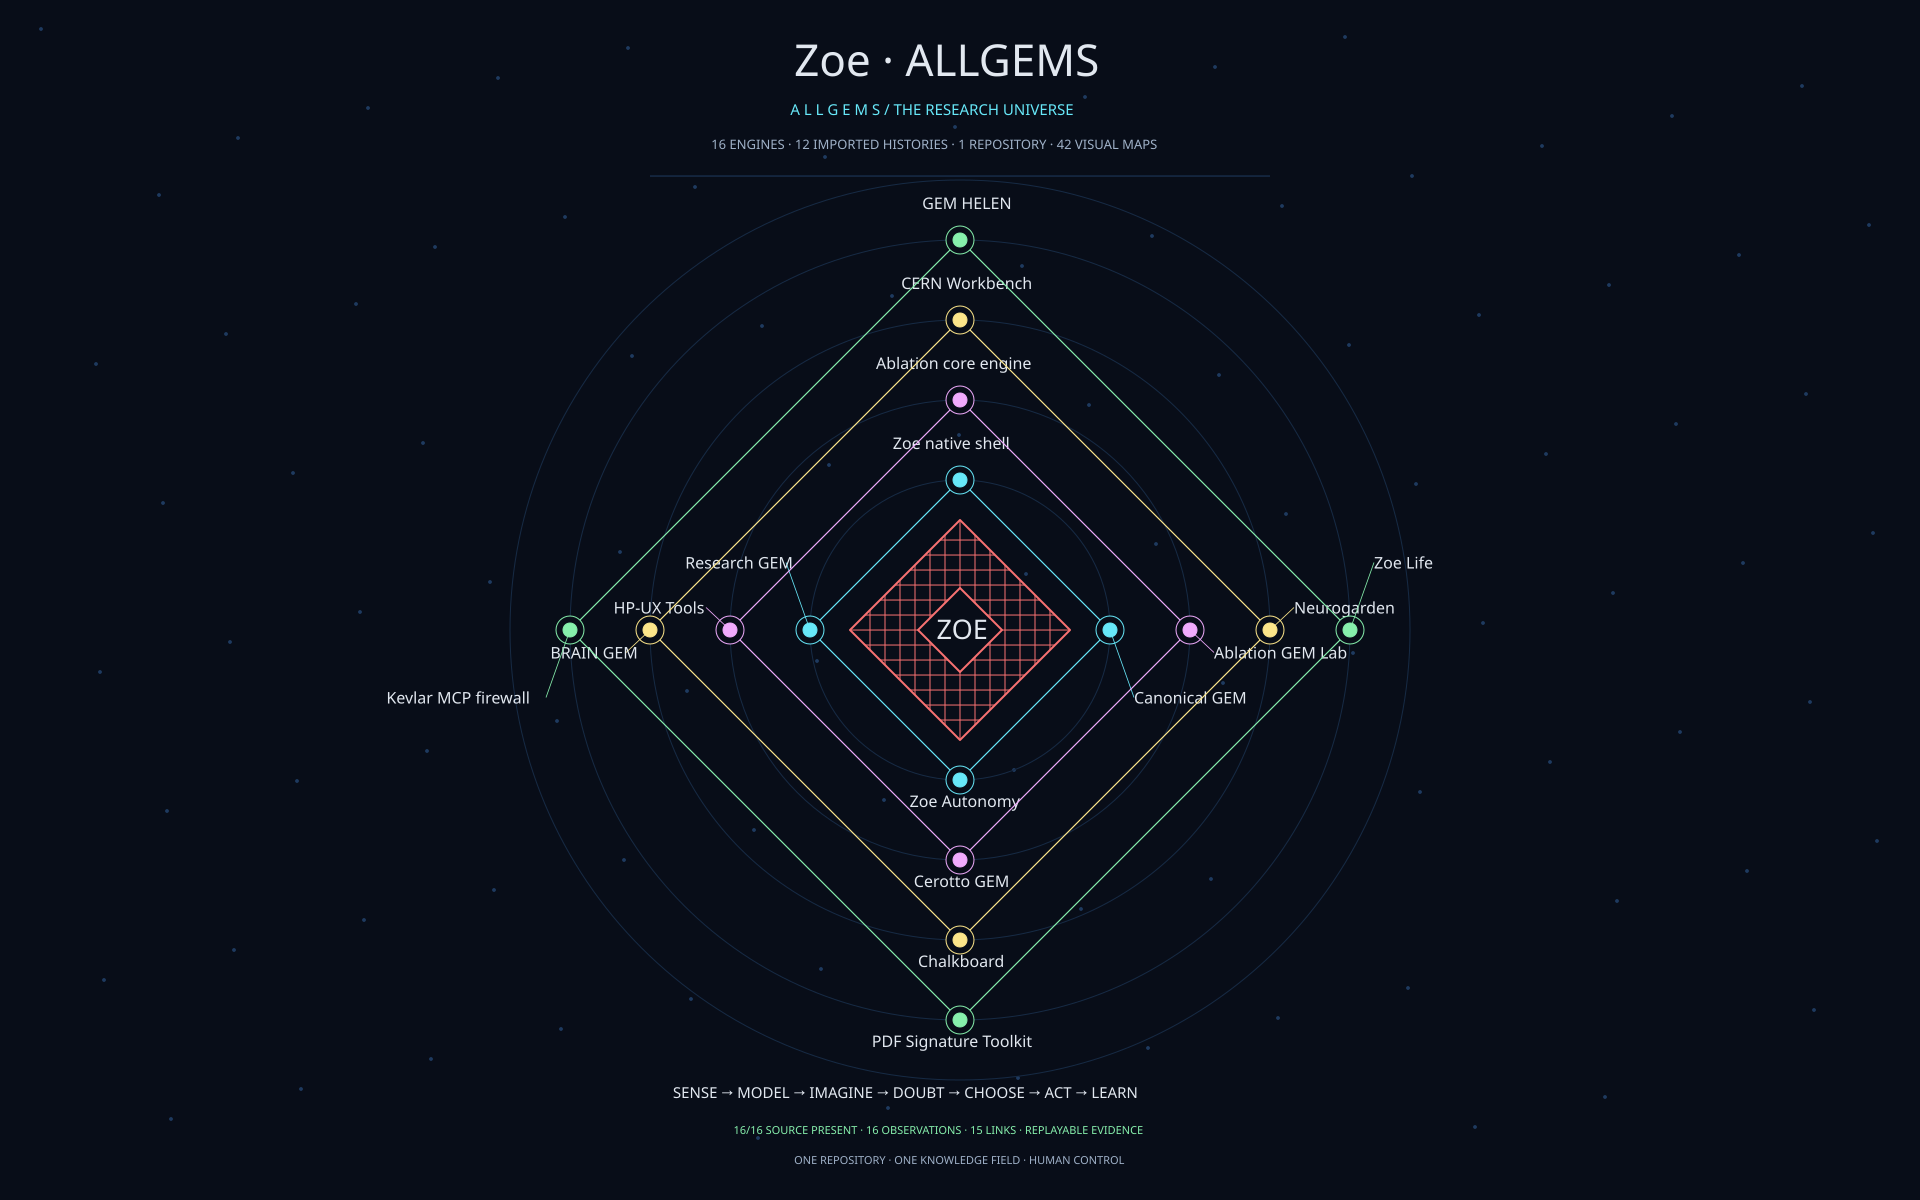 Zoe · ALLGEMS
A L L G E M S / THE RESEARCH UNIVERSE
16 ENGINES · 12 IMPORTED HISTORIES · 1 REPOSITORY · 42 VISUAL MAPS
GEM HELEN
CERN Workbench
Ablation core engine
Zoe native shell
Research GEM
Zoe Life
HP-UX Tools
Neurogarden
ZOE
BRAIN GEM
Ablation GEM Lab
Kevlar MCP firewall
Canonical GEM
Zoe Autonomy
Cerotto GEM
Chalkboard
PDF Signature Toolkit
SENSE → MODEL → IMAGINE → DOUBT → CHOOSE → ACT → LEARN
16/16 SOURCE PRESENT · 16 OBSERVATIONS · 15 LINKS · REPLAYABLE EVIDENCE
ONE REPOSITORY · ONE KNOWLEDGE FIELD · HUMAN CONTROL